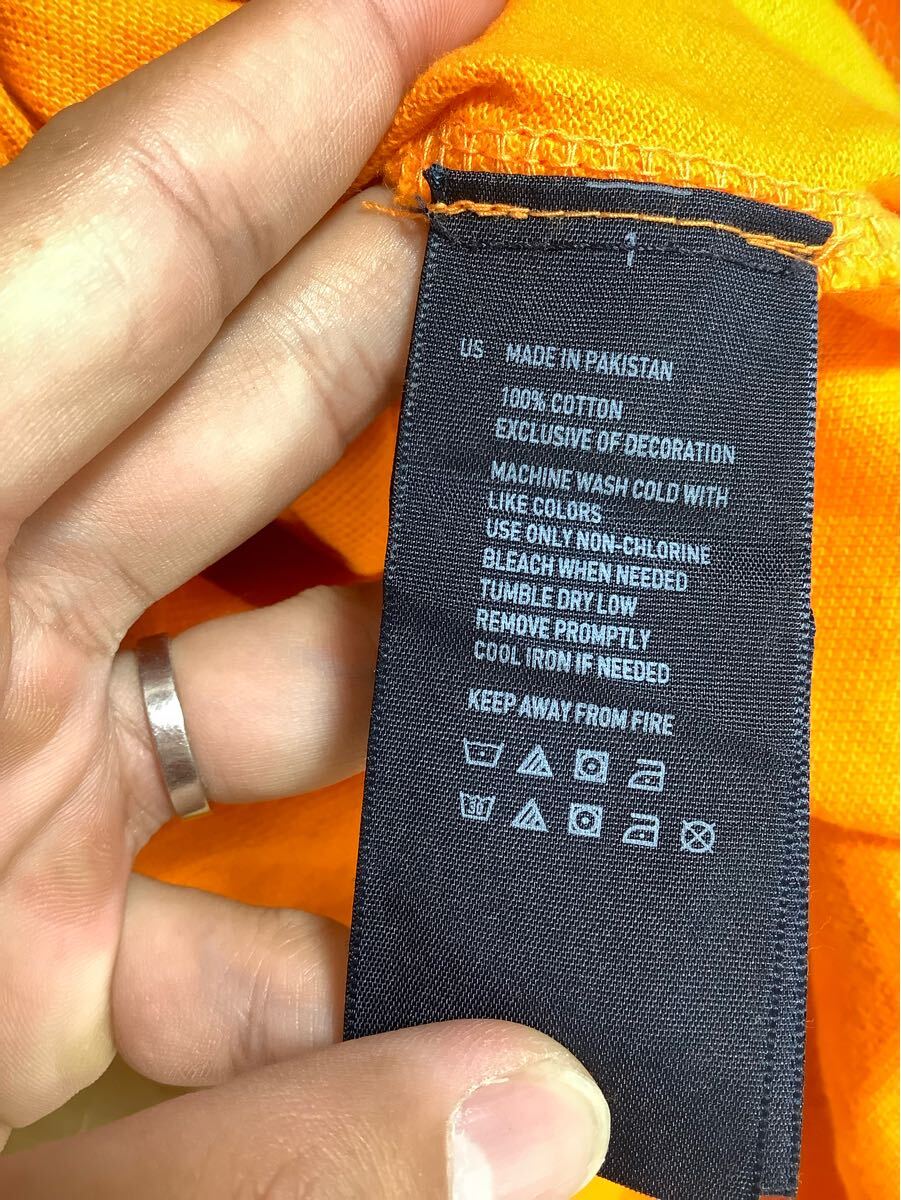 US MADE IN PAKISTAN
100% COTTON
EXCLUSIVE OF DECORATION
MACHINE WASH COLD WITH
LIKE COLORS
USE ONLY NON-CHLORINE
BLEACH WHEN NEEDED
TUMBLE DRY LOW
REMOVE PROMPTLY
COOL IRON IF NEEDED
KEEP AWAY FROM FIRE
30